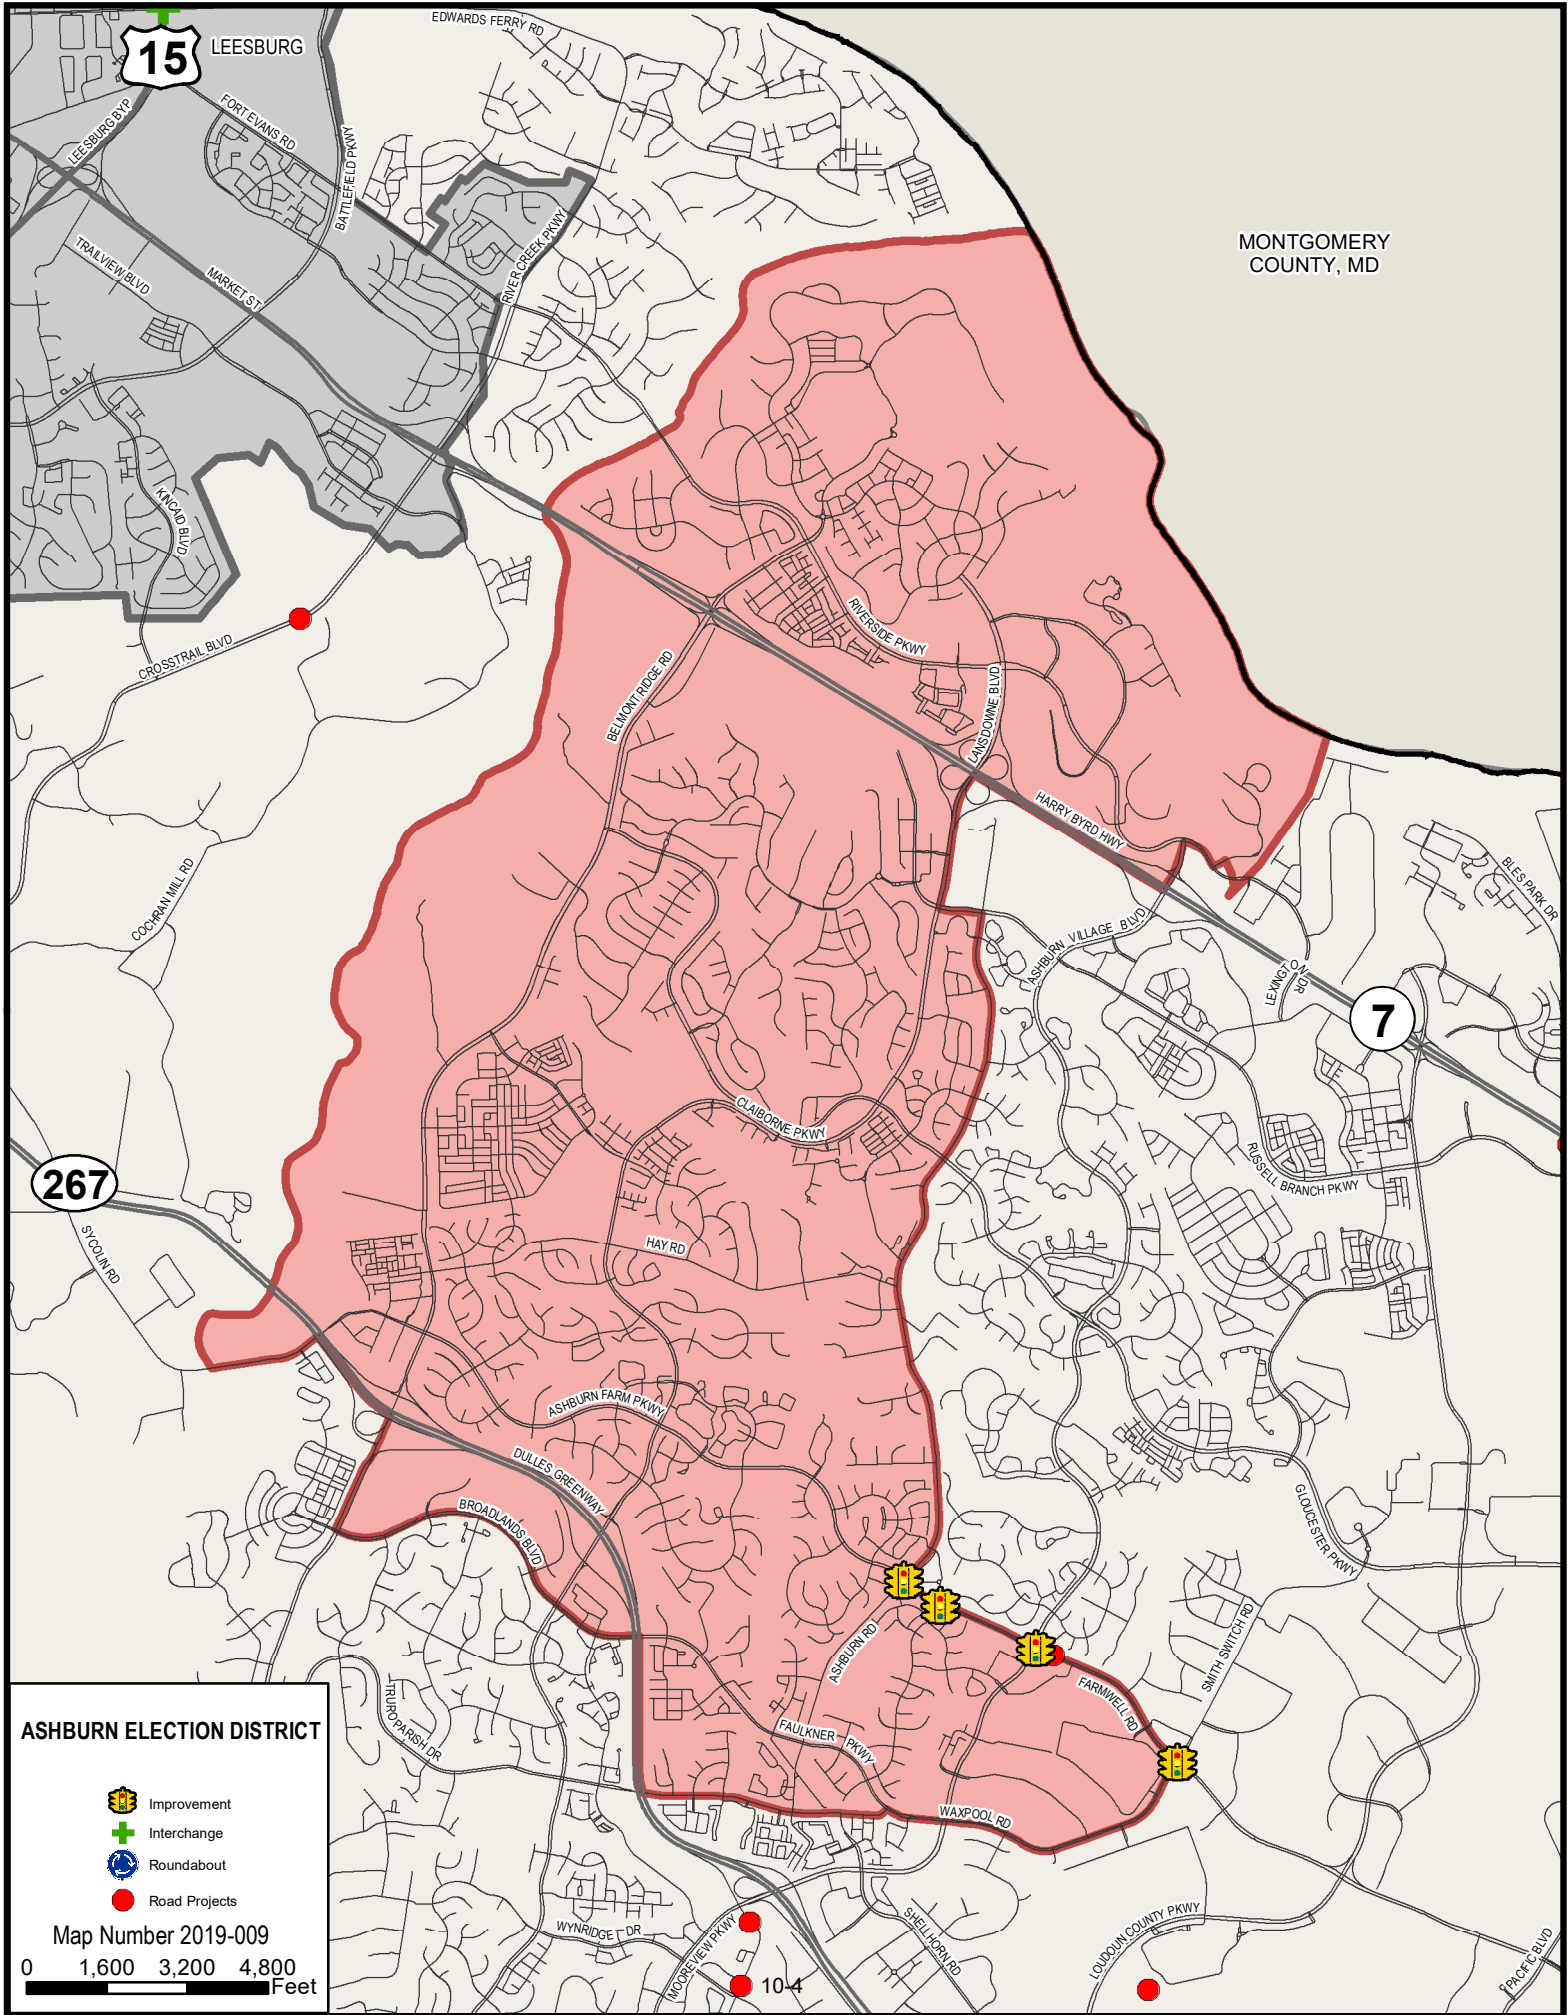 EDWARDS FERRY RD
15
LEESBURG
LEESBURG BYP
FORT EVANS RD
BATTLEFIELD PKWY
RIVER CREEK PKWY
MONTGOMERY
COUNTY, MD
TRAILVIEW BLVD
MARKET ST
KINCAID BLVD
CROSSTRAIL BLVD
RIVERSIDE PKWY
BELMONT RIDGE RD
LANSDOWNE BLVD
HARRY BYRD HWY
BLES PARK DR
COCHRAN MILL RD
ASHBURN VILLAGE BLVD
LEXINGTON DR
7
CLAIBORNE PKWY
RUSSELL BRANCH PKWY
267
SYCOLIN RD
HAY RD
ASHBURN FARM PKWY
DULLES GREENWAY
BROADLANDS BLVD
GLOUCESTER PKWY
SMITH SWITCH RD
ASHBURN RD
FARMWELL RD
TRURO PARISH DR
FAULKNER PKWY
WAXPOOL RD
WYNRIDGE DR
MOOREVIEW PKWY
SHELLHORN RD
LOUDOUN COUNTY PKWY
PACIFIC BLVD
10-4
ASHBURN ELECTION DISTRICT
Improvement
Interchange
Roundabout
Road Projects
Map Number 2019-009
0 1,600 3,200 4,800
Feet